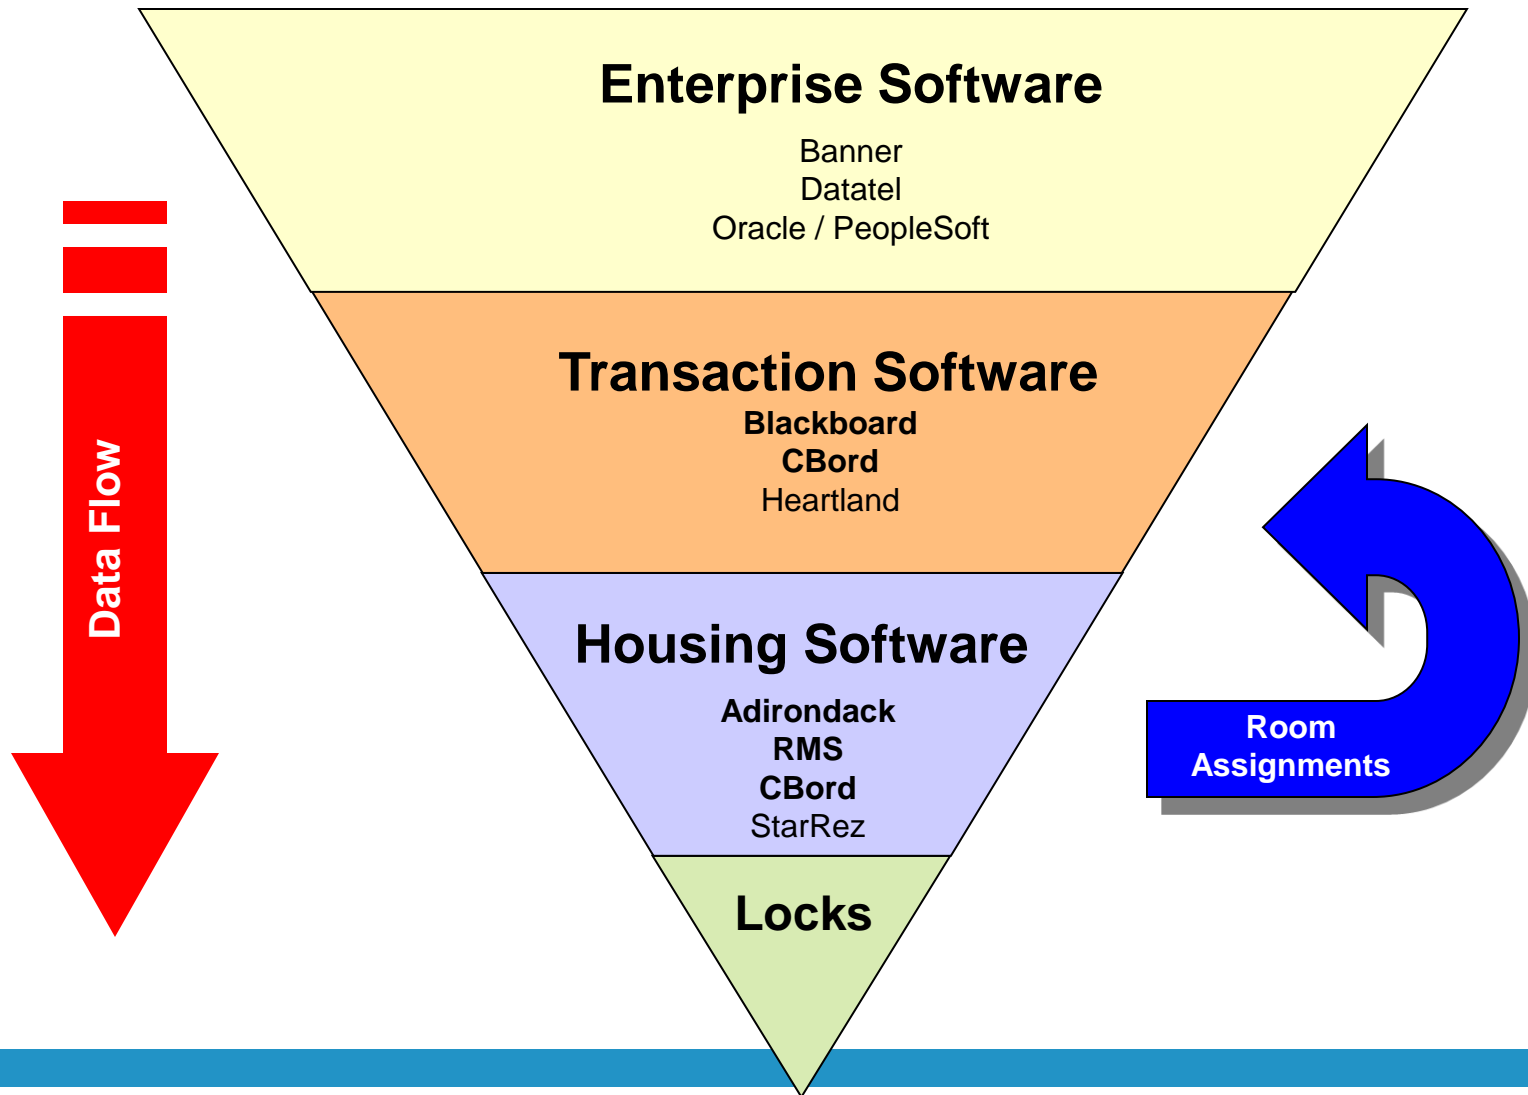 Enterprise Software
Banner
Datatel
Oracle / PeopleSoft
Transaction Software
Blackboard
CBord
Heartland
Data Flow
Housing Software
Adirondack
RMS
CBord
StarRez
Room
Assignments
Locks